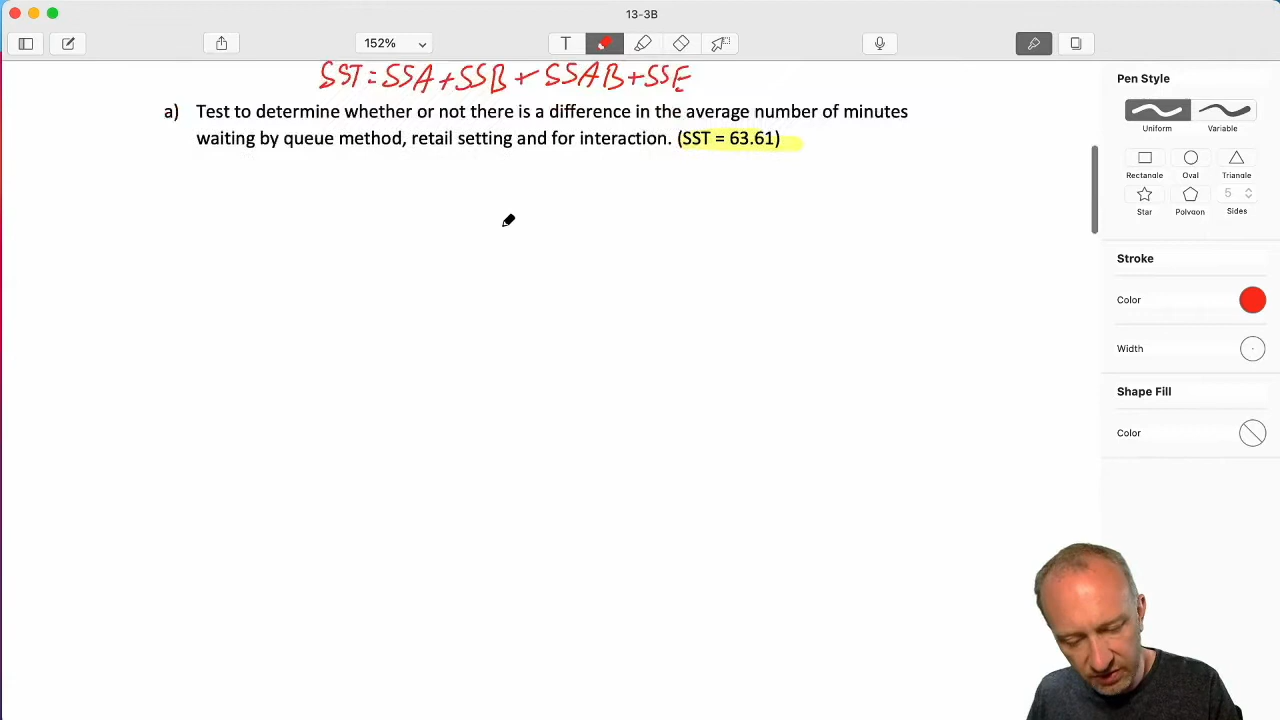 13-3B
152%
T
Pen Style
Uniform
Variable
Rectangle
Oval
Triangle
Star
Polygon
5
Sides
Stroke
Color
Width
Shape Fill
Color
SST = SSA + SSB + SSAB + SSE
a) Test to determine whether or not there is a difference in the average number of minutes
waiting by queue method, retail setting and for interaction. (SST = 63.61)